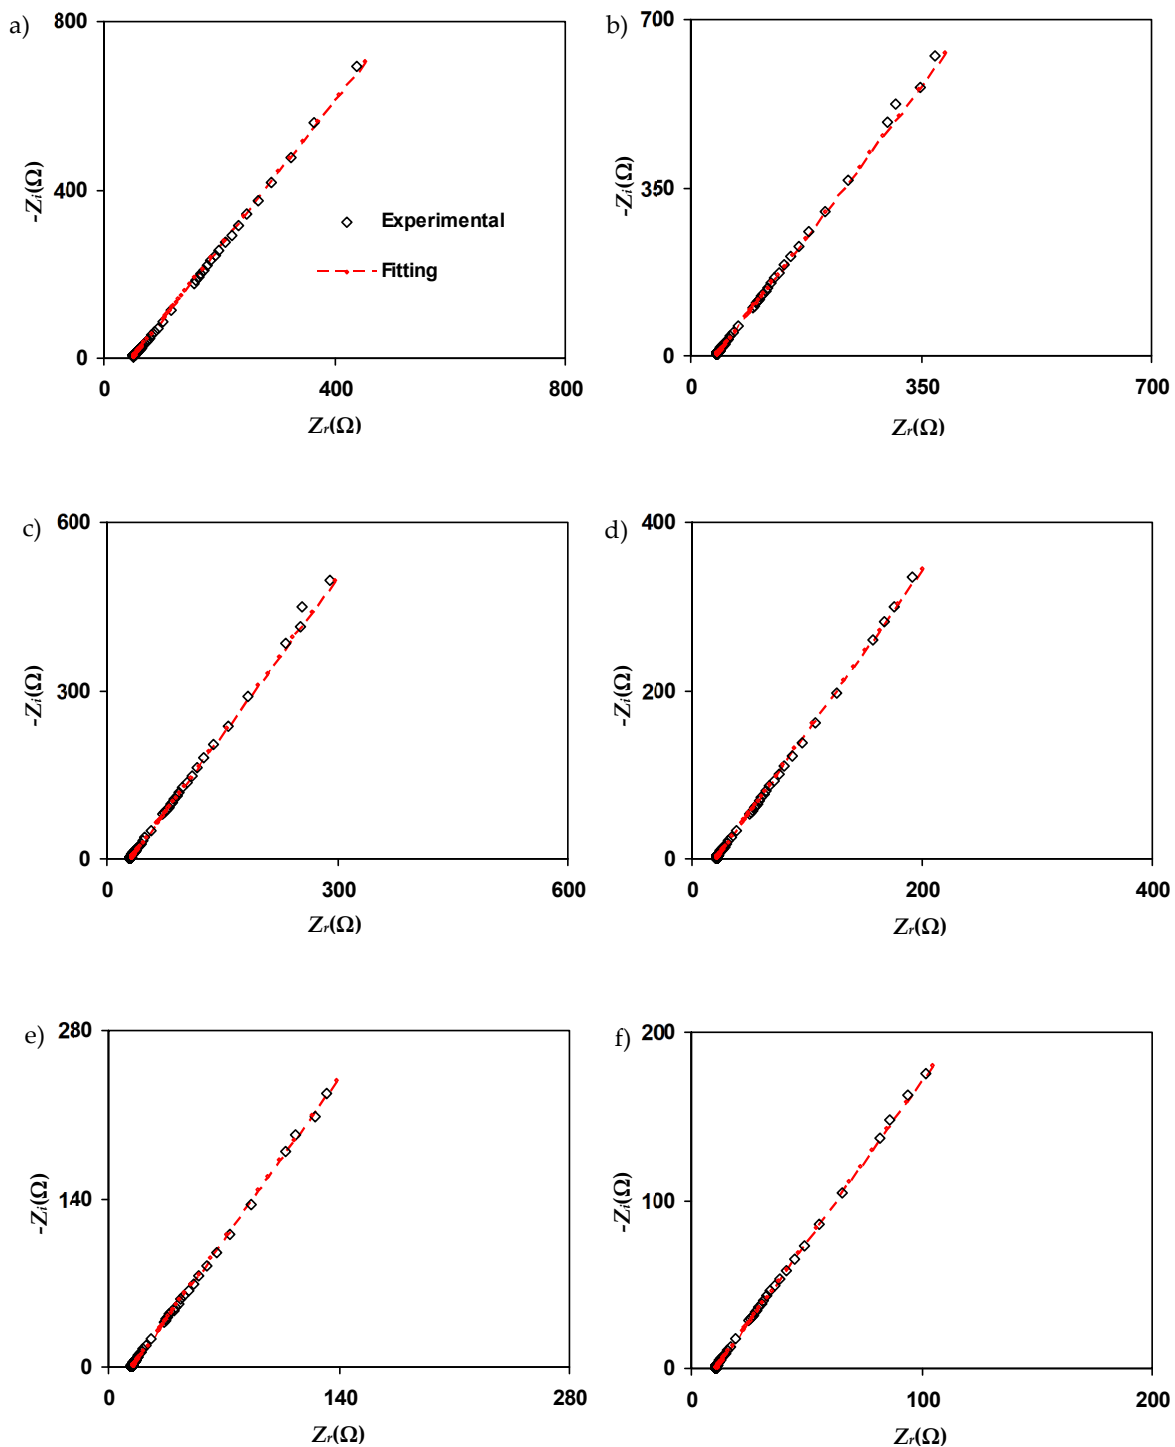 a)
800
400
0
-Zi(Ω)
Experimental
Fitting
0 400 800
Zr(Ω)
b)
700
350
0
-Zi(Ω)
0 350 700
Zr(Ω)
c)
600
300
0
-Zi(Ω)
0 300 600
Zr(Ω)
d)
400
200
0
-Zi(Ω)
0 200 400
Zr(Ω)
e)
280
140
0
-Zi(Ω)
0 140 280
Zr(Ω)
f)
200
100
0
-Zi(Ω)
0 100 200
Zr(Ω)